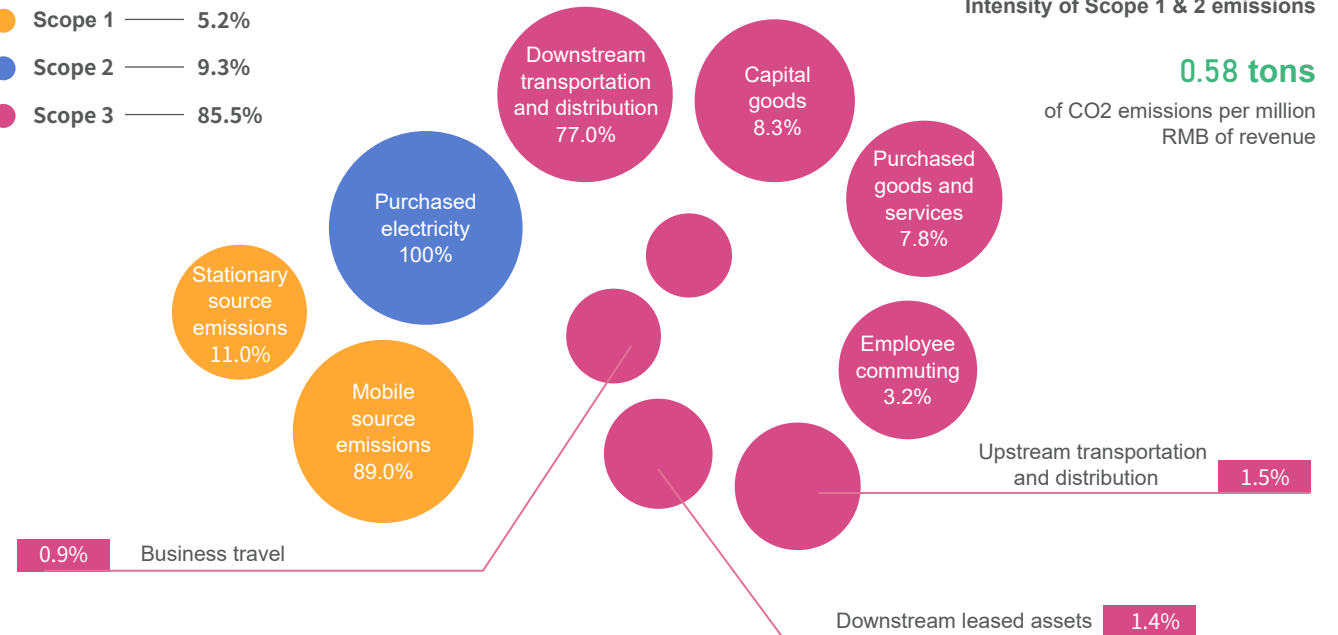 Scope 1 5.2%
Scope 2 9.3%
Scope 3 85.5%
Intensity of Scope 1 & 2 emissions
0.58 tons
of CO2 emissions per million
RMB of revenue
Downstream
transportation
and distribution
77.0%
Capital
goods
8.3%
Purchased
goods and
services
7.8%
Purchased
electricity
100%
Stationary
source
emissions
11.0%
Mobile
source
emissions
89.0%
Employee
commuting
3.2%
Upstream transportation
and distribution
1.5%
0.9% Business travel
Downstream leased assets 1.4%